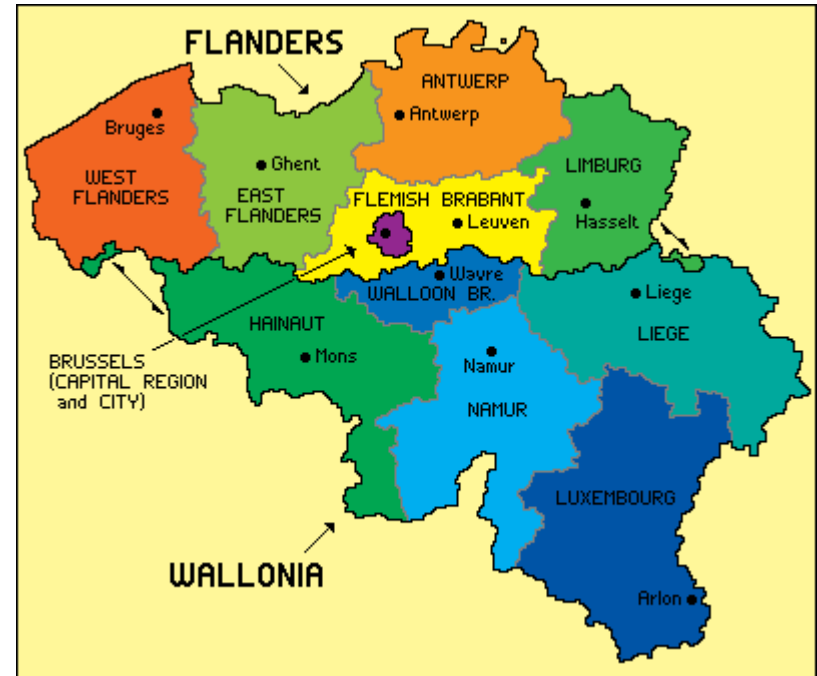 FLANDERS
ANTWERP
Antwerp
Bruges
Ghent
LIMBURG
WEST
FLANDERS
EAST
FLANDERS
FLEMISH BRABANT
Leuven
Hasselt
Wavre
WALLOON BR.
Liege
LIEGE
HAINAUT
Mons
BRUSSELS
(CAPITAL REGION
and CITY)
Namur
NAMUR
LUXEMBOURG
WALLONIA
Arlon